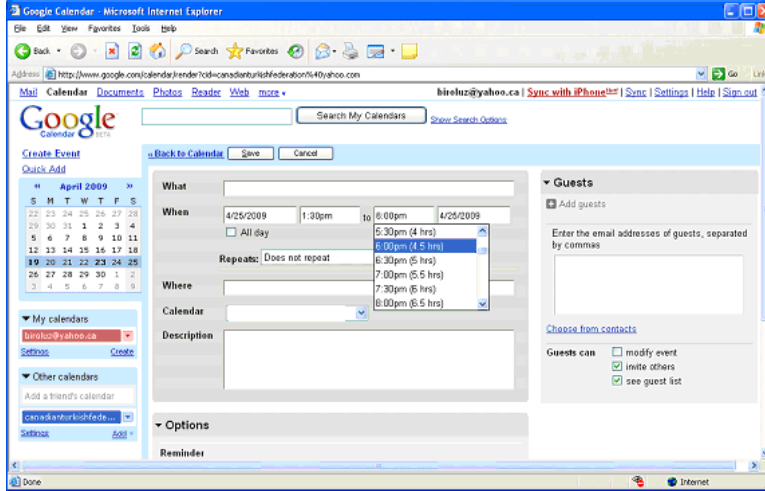 Google Calendar - Microsoft Internet Explorer
File Edit View Favorites Tools Help
Back Search Favorites
Address http://www.google.com/calendar/render?cid=canadianturkishfederation%40yahoo.com Go
Mail Calendar Documents Photos Reader Web more biroluz@yahoo.ca | Sync with iPhone | Sync | Settings | Help | Sign out
Google
Calendar BETA
Search My Calendars Show Search Options
Create Event
Quick Add
« Back to Calendar Save Cancel
« April 2009 »
S M T W T F S
22 23 24 25 26 27 28
29 30 31 1 2 3 4
5 6 7 8 9 10 11
12 13 14 15 16 17 18
19 20 21 22 23 24 25
26 27 28 29 30 1 2
3 4 5 6 7 8 9
My calendars
biroluz@yahoo.ca
Settings Create
Other calendars
Add a friend's calendar
canadianturkishfede...
Settings Add
What
When 4/25/2009 1:30pm to 6:00pm 4/25/2009
All day
5:30pm (4 hrs)
6:00pm (4.5 hrs)
6:30pm (5 hrs)
7:00pm (5.5 hrs)
7:30pm (6 hrs)
8:00pm (6.5 hrs)
Repeats: Does not repeat
Where
Calendar
Description
Options
Reminder
Guests
Add guests
Enter the email addresses of guests, separated
by commas
Choose from contacts
Guests can modify event
invite others
see guest list
Done Internet